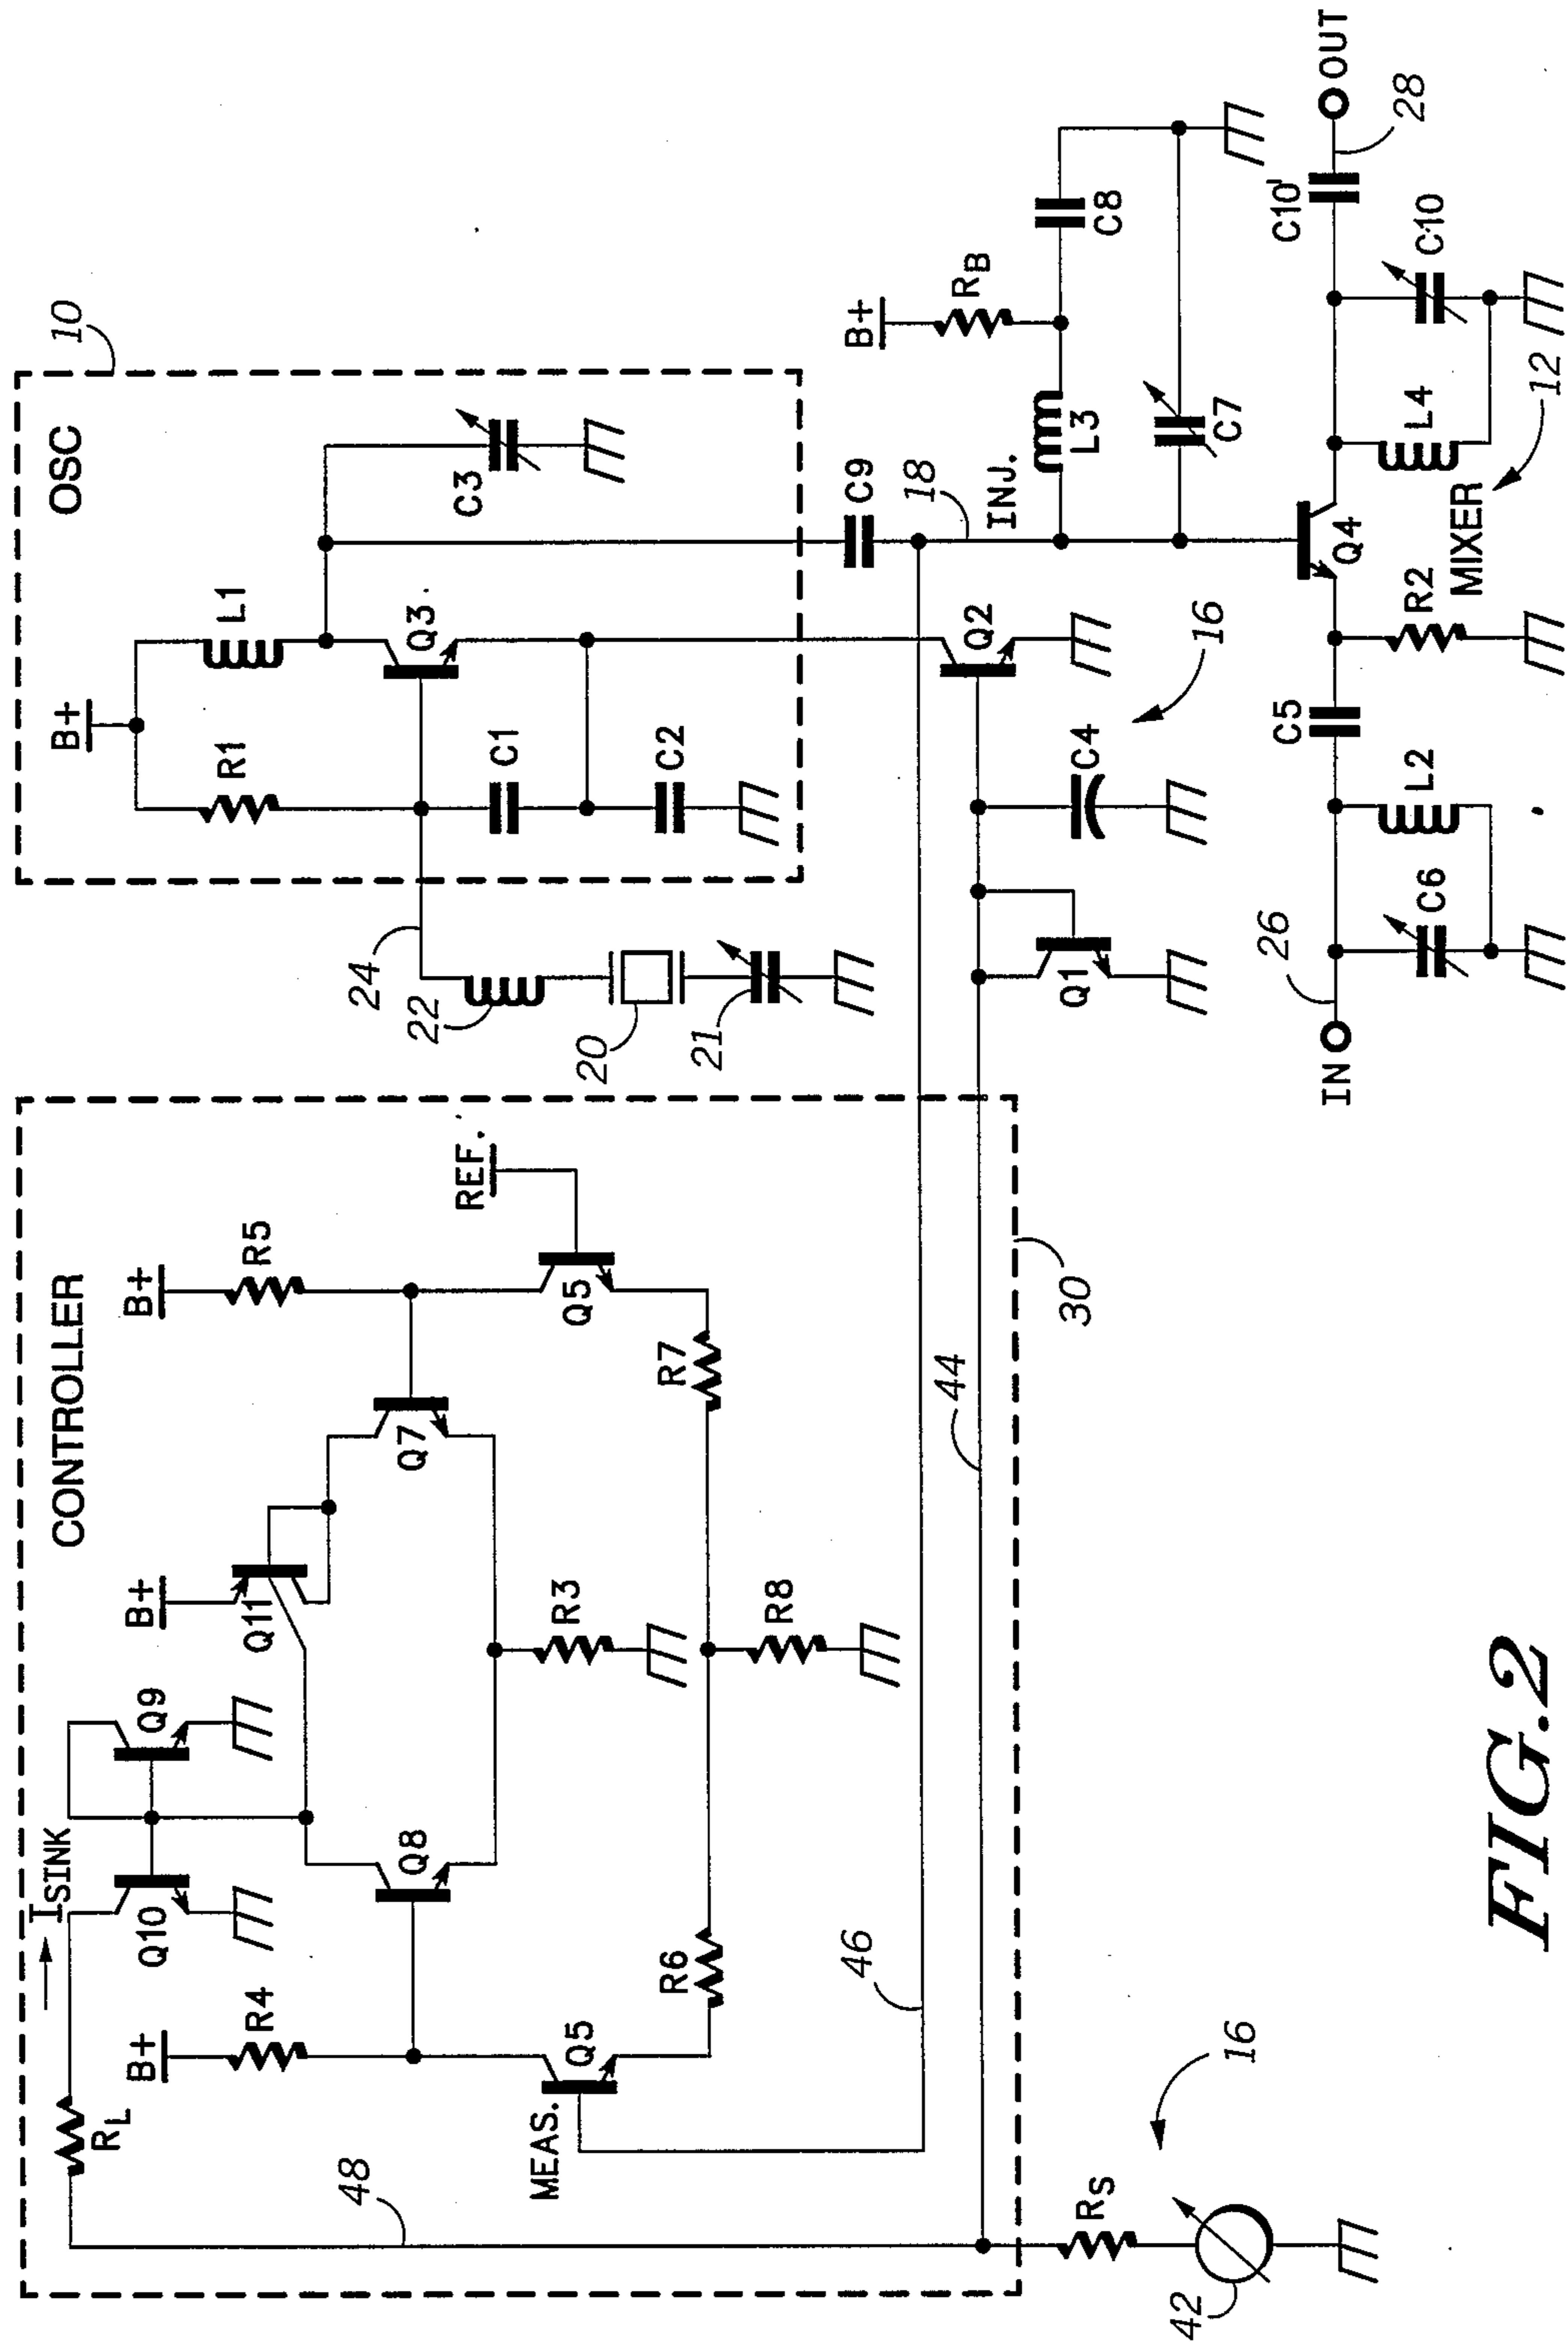 CONTROLLER
B+
R5
REF.
Q5
R7
Q7
B+
Q11
Q9
ISINK
Q10
RL
B+
R4
Q8
R3
R8
R6
Q5
MEAS.
48
46
44
30
RS
42
16
OSC
10
B+
L1
R1
C3
Q3
C1
C2
24
22
20
21
C9
18
INJ.
Q2
16
C4
Q1
B+
RB
L3
C8
C7
IN
26
C6
L2
C5
R2
MIXER
12
Q4
L4
C10
C10'
28
OUT
FIG.2